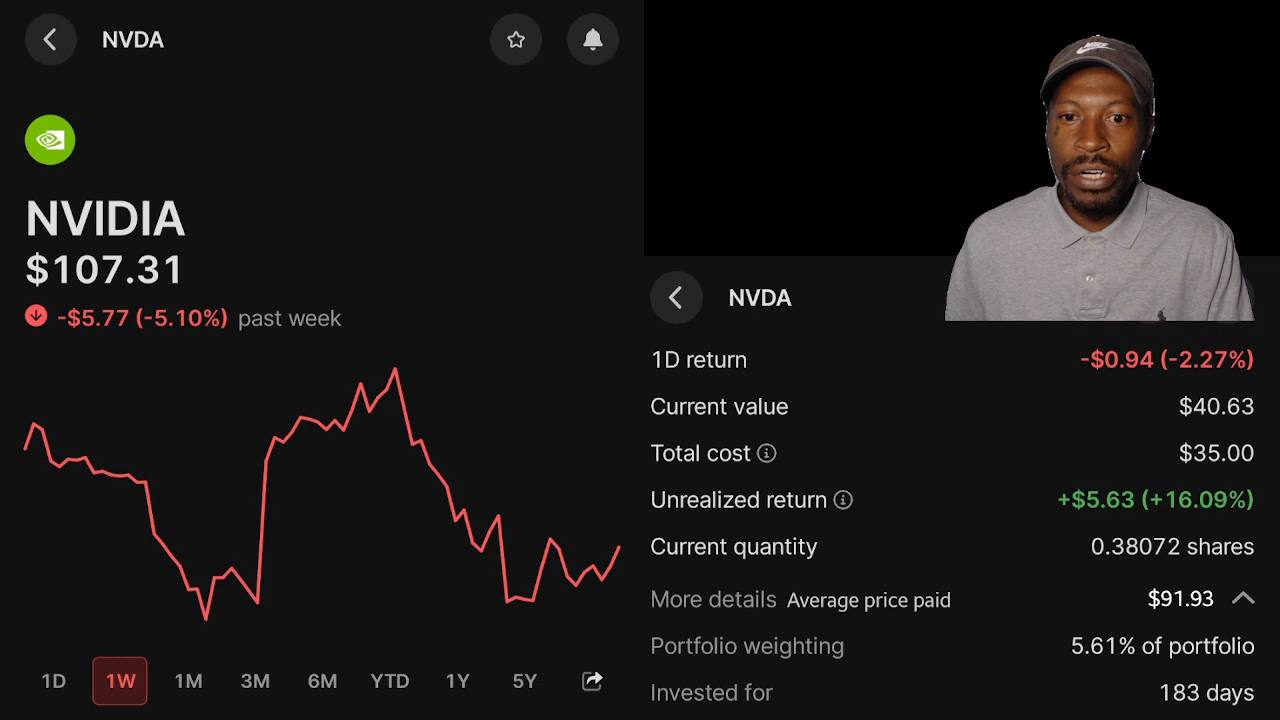 NVDA
NVIDIA
$107.31
-$5.77 (-5.10%) past week
1D 1W 1M 3M 6M YTD 1Y 5Y
NVDA
1D return -$0.94 (-2.27%)
Current value $40.63
Total cost $35.00
Unrealized return +$5.63 (+16.09%)
Current quantity 0.38072 shares
More details Average price paid $91.93
Portfolio weighting 5.61% of portfolio
Invested for 183 days